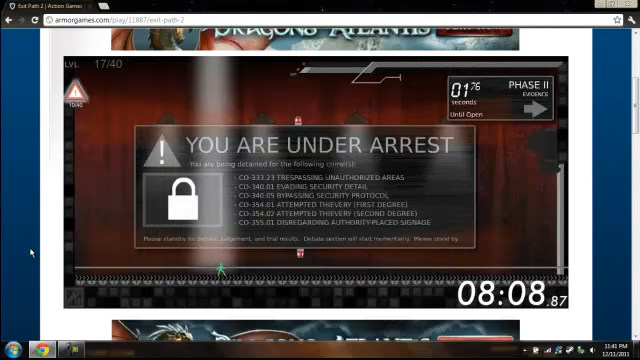 Exit Path 2 | Action Games
armorgames.com/play/11887/exit-path-2
DRAGONS ATLANTIS
LVL 17/40
10/40
01 76
seconds
Until Open
PHASE II
EVIDENCE
YOU ARE UNDER ARREST
You are being detained for the following crime(s):
- CO-333.23 TRESPASSING UNAUTHORIZED AREAS
- CO-340.01 EVADING SECURITY DETAIL
- CO-340.05 BYPASSING SECURITY PROTOCOL
- CO-354.01 ATTEMPTED THIEVERY (FIRST DEGREE)
- CO-354.02 ATTEMPTED THIEVERY (SECOND DEGREE)
- CO-355.01 DISREGARDING AUTHORITY-PLACED SIGNAGE
Please standby for debate, judgement, and trial results. Debate section will start momentarily. Please stand by.
08:08.87
11:41 PM
12/11/2011